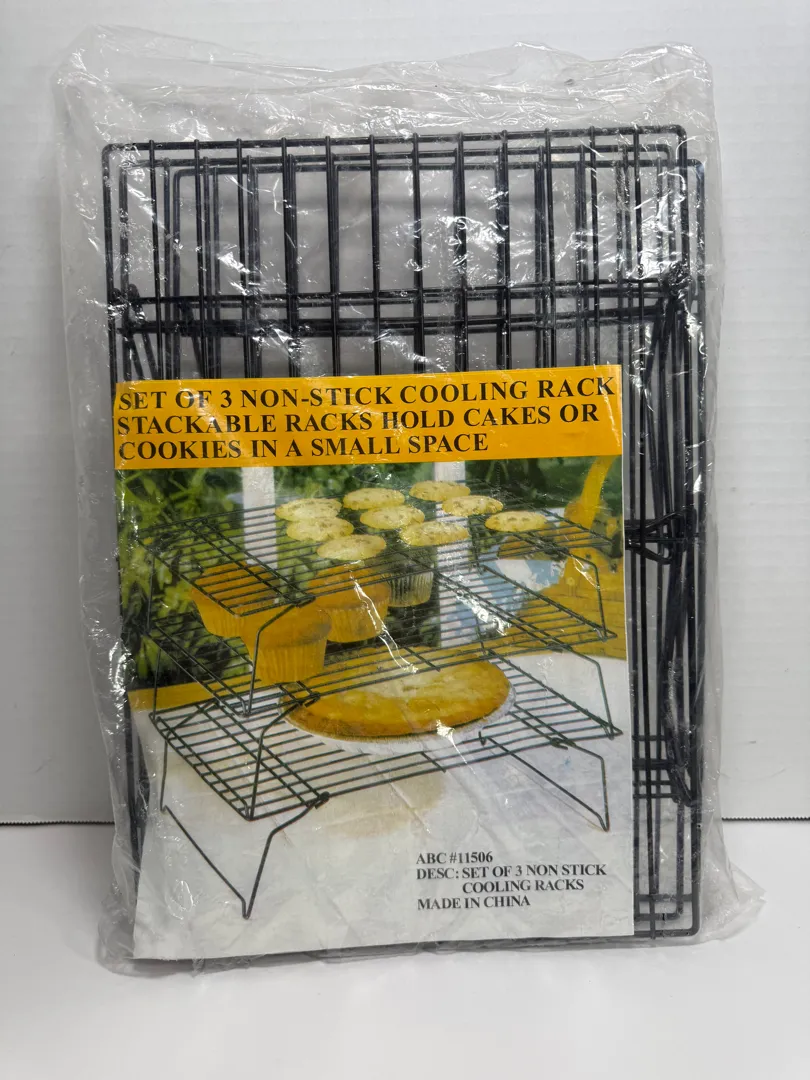 SET OF 3 NON-STICK COOLING RACK
STACKABLE RACKS HOLD CAKES OR
COOKIES IN A SMALL SPACE
ABC #11506
DESC: SET OF 3 NON STICK
COOLING RACKS
MADE IN CHINA